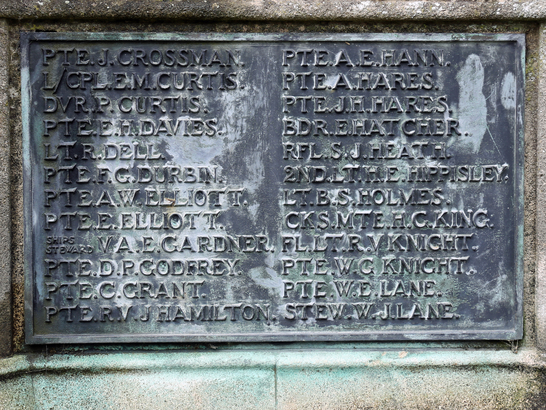 PTE. J. CROSSMAN.
L/CPL. E.M. CURTIS.
DVR. P. CURTIS.
PTE. E.H. DAVIES.
LT. R. DELL.
PTE. F.G. DURBIN.
PTE. A.W. ELLIOTT.
PTE. E. ELLIOTT.
SHIPS STEWARD W.A.E. GARDNER.
PTE. D.P. GODFREY.
PTE. C. GRANT.
PTE. R.V.J. HAMILTON.
PTE. A.E. HANN.
PTE. A. HARES.
PTE. J.H. HARES.
BDR. E. HATCHER.
RFL. S.J. HEATH.
2ND. LT. H.E. HIPPISLEY.
LT. B.S. HOLMES.
CKS. MTE. H.G. KING.
FL. LT. R.V. KNIGHT.
PTE. W.G. KNIGHT.
PTE. W.E. LANE.
STEW. W.J. LANE.